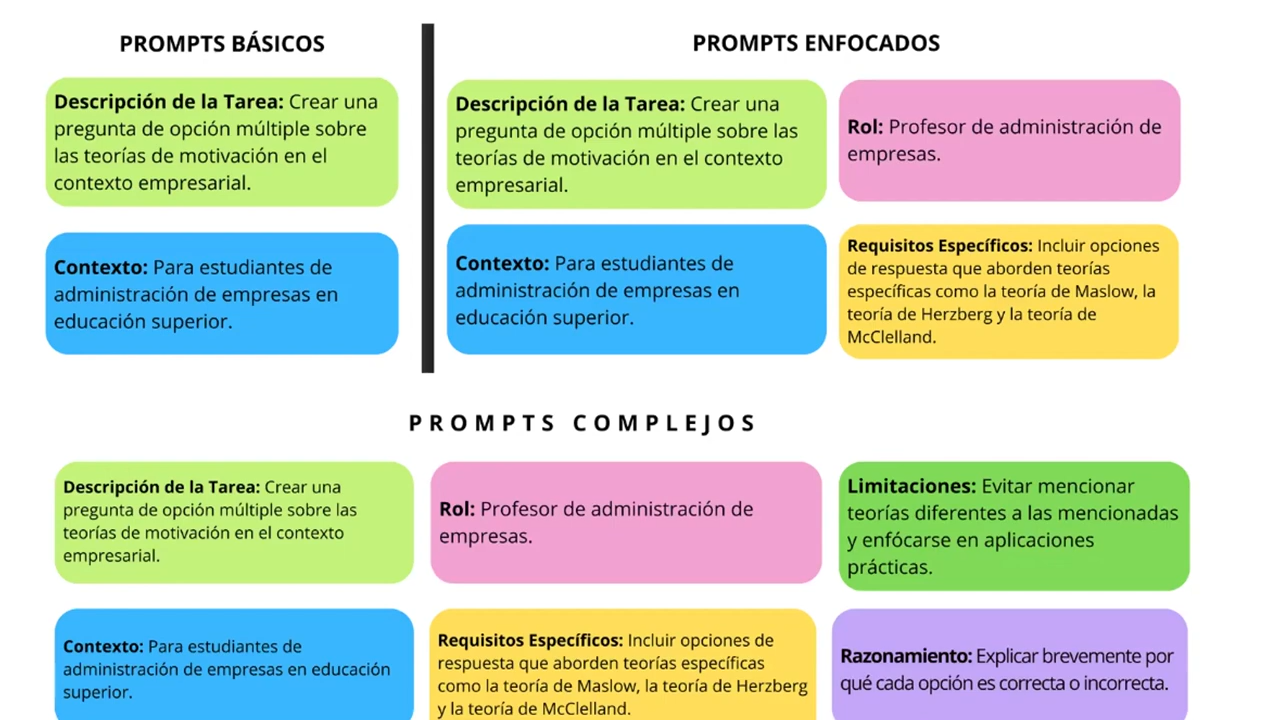 PROMPTS BÁSICOS
Descripción de la Tarea: Crear una
pregunta de opción múltiple sobre
las teorías de motivación en el
contexto empresarial.
Contexto: Para estudiantes de
administración de empresas en
educación superior.
PROMPTS ENFOCADOS
Descripción de la Tarea: Crear una
pregunta de opción múltiple sobre las
teorías de motivación en el contexto
empresarial.
Rol: Profesor de administración de
empresas.
Contexto: Para estudiantes de
administración de empresas en
educación superior.
Requisitos Específicos: Incluir opciones
de respuesta que aborden teorías
específicas como la teoría de Maslow, la
teoría de Herzberg y la teoría de
McClelland.
PROMPTS COMPLEJOS
Descripción de la Tarea: Crear una
pregunta de opción múltiple sobre las
teorías de motivación en el contexto
empresarial.
Rol: Profesor de administración de
empresas.
Limitaciones: Evitar mencionar
teorías diferentes a las mencionadas
y enfócarse en aplicaciones
prácticas.
Contexto: Para estudiantes de
administración de empresas en educación
superior.
Requisitos Específicos: Incluir opciones de
respuesta que aborden teorías específicas
como la teoría de Maslow, la teoría de Herzberg
y la teoría de McClelland.
Razonamiento: Explicar brevemente por
qué cada opción es correcta o incorrecta.